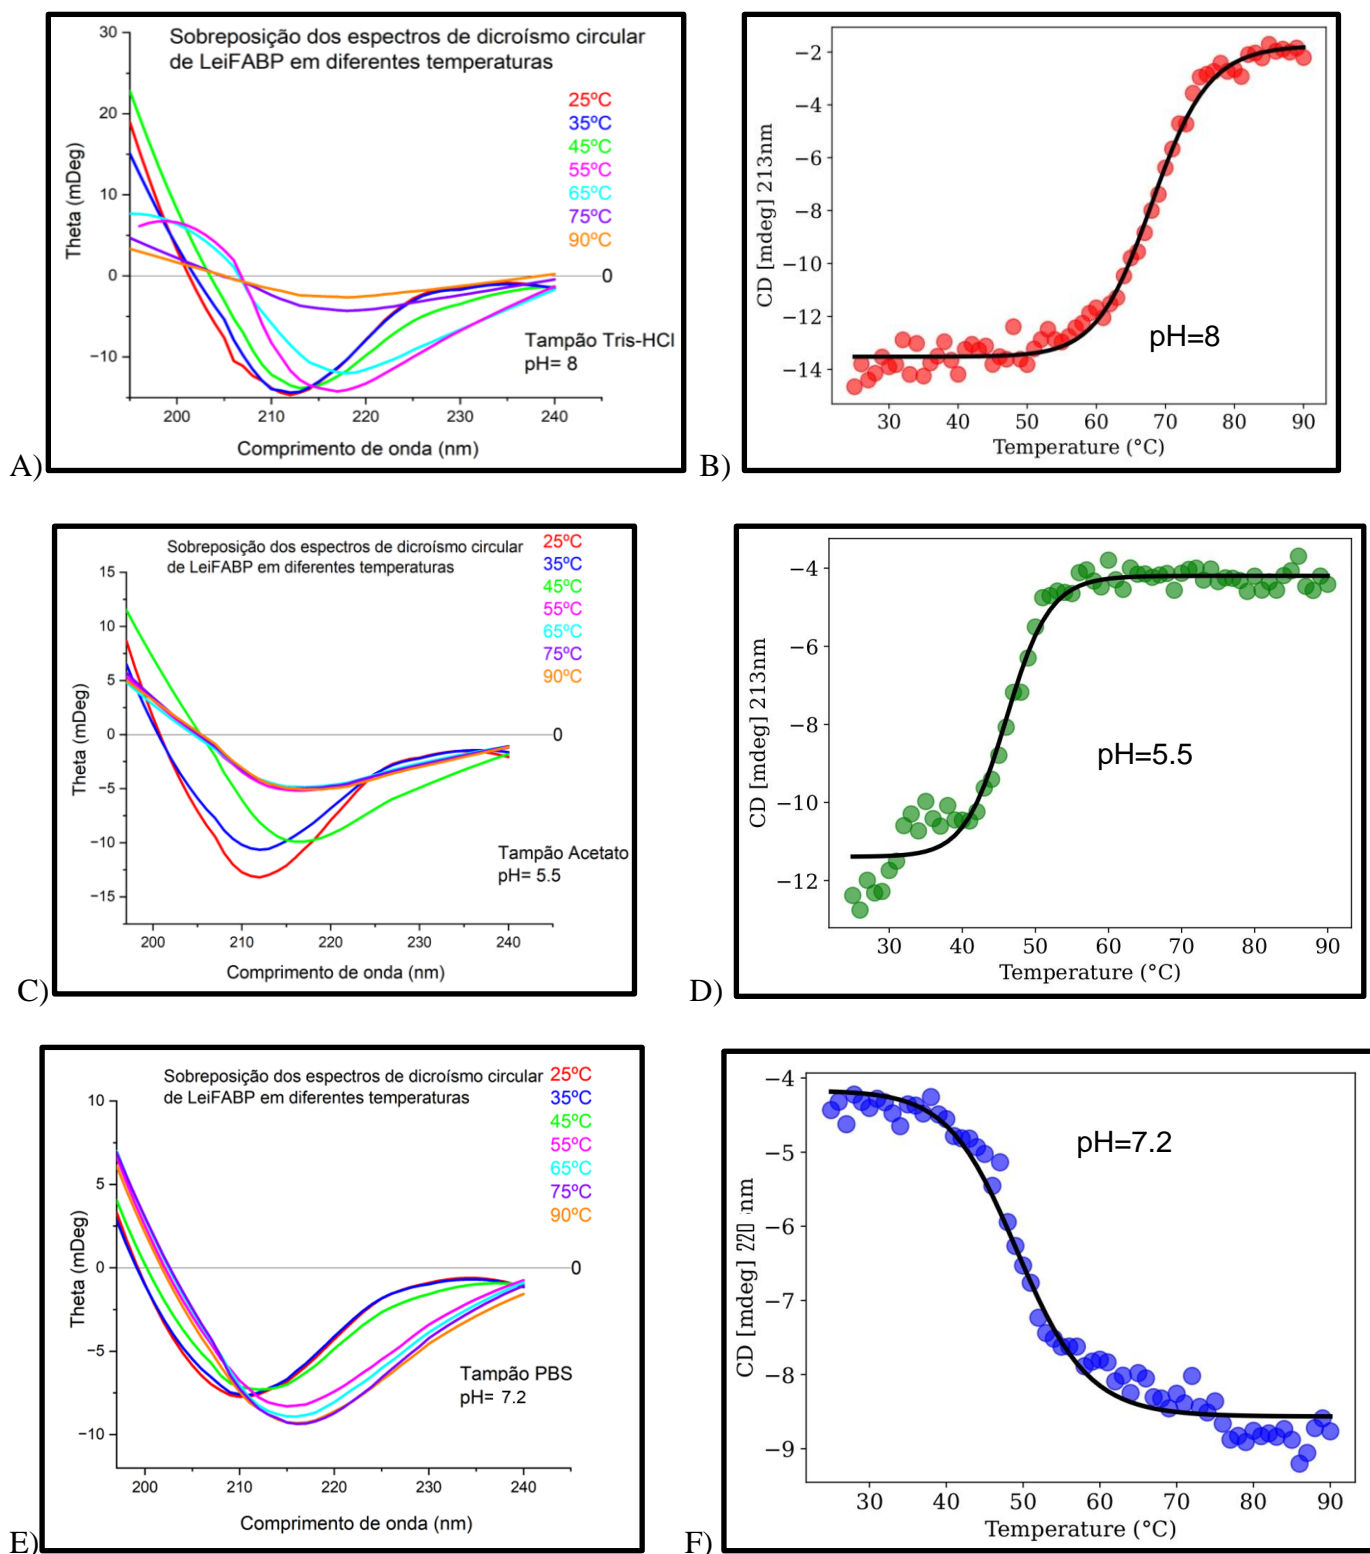 Sobreposição dos espectros de dicroísmo circular
de LeiFABP em diferentes temperaturas
25ºC
35ºC
45ºC
55ºC
65ºC
75ºC
90ºC
30
20
10
0
−10
0
Theta (mDeg)
Tampão Tris-HCl
pH= 8
200 210 220 230 240
Comprimento de onda (nm)
A)
−2
−4
−6
−8
−10
−12
−14
CD [mdeg] 213nm
pH=8
30 40 50 60 70 80 90
Temperature (°C)
B)
Sobreposição dos espectros de dicroísmo circular
de LeiFABP em diferentes temperaturas
25ºC
35ºC
45ºC
55ºC
65ºC
75ºC
90ºC
15
10
5
0
−5
−10
−15
0
Theta (mDeg)
Tampão Acetato
pH= 5.5
200 210 220 230 240
Comprimento de onda (nm)
C)
−4
−6
−8
−10
−12
CD [mdeg] 213nm
pH=5.5
30 40 50 60 70 80 90
Temperature (°C)
D)
Sobreposição dos espectros de dicroísmo circular
de LeiFABP em diferentes temperaturas
25ºC
35ºC
45ºC
55ºC
65ºC
75ºC
90ºC
10
5
0
−5
−10
0
Theta (mDeg)
Tampão PBS
pH= 7.2
200 210 220 230 240
Comprimento de onda (nm)
E)
−4
−5
−6
−7
−8
−9
CD [mdeg] 220 nm
pH=7.2
30 40 50 60 70 80 90
Temperature (°C)
F)